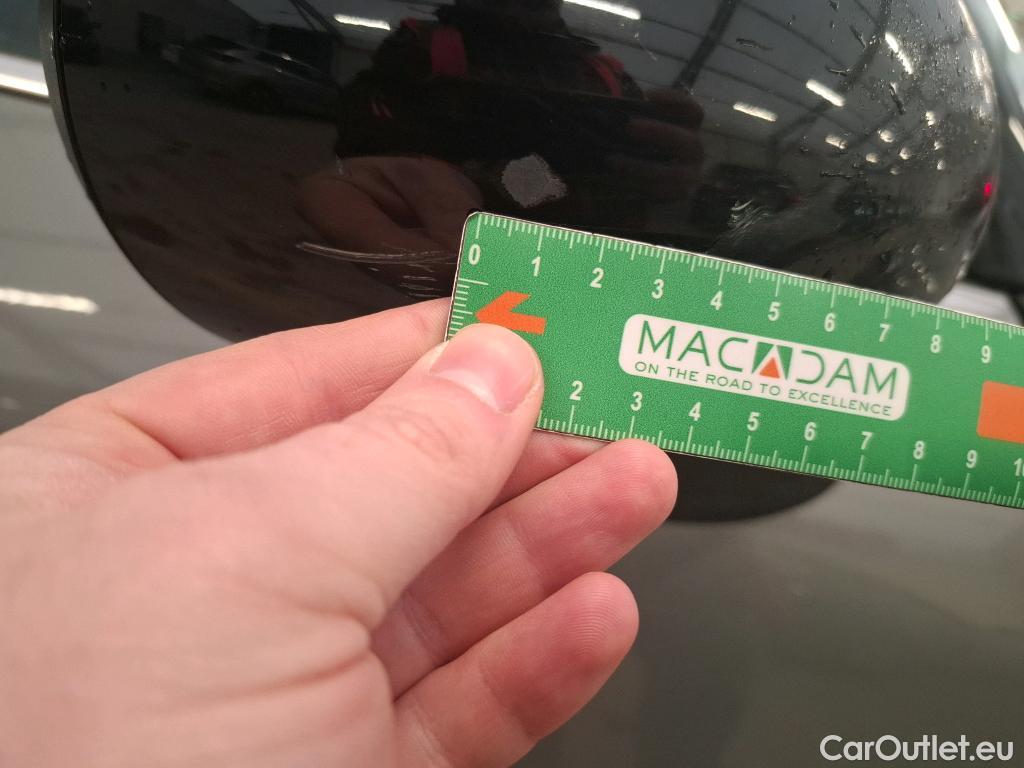 0 1 2 3 4 5 6 7 8 9
MACADAM
ON THE ROAD TO EXCELLENCE
2 3 4 5 6 7 8 9 10
CarOutlet.eu